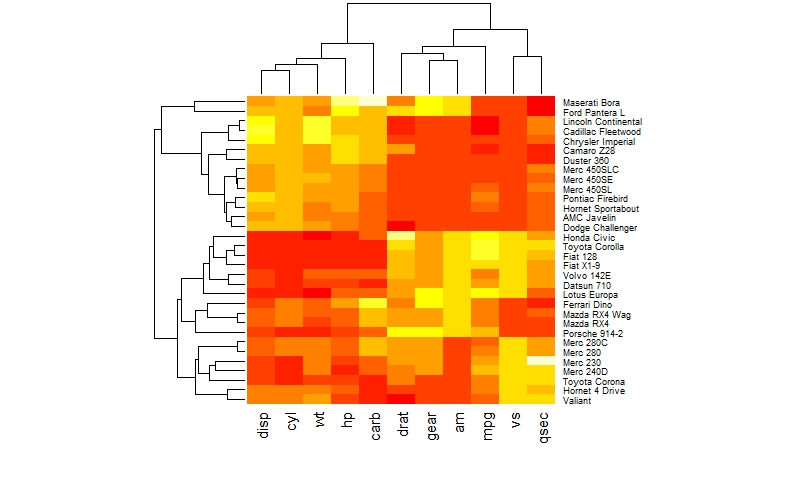 Maserati Bora
Ford Pantera L
Lincoln Continental
Cadillac Fleetwood
Chrysler Imperial
Camaro Z28
Duster 360
Merc 450SLC
Merc 450SE
Merc 450SL
Pontiac Firebird
Hornet Sportabout
AMC Javelin
Dodge Challenger
Honda Civic
Toyota Corolla
Fiat 128
Fiat X1-9
Volvo 142E
Datsun 710
Lotus Europa
Ferrari Dino
Mazda RX4 Wag
Mazda RX4
Porsche 914-2
Merc 280C
Merc 280
Merc 230
Merc 240D
Toyota Corona
Hornet 4 Drive
Valiant
disp cyl wt hp carb drat gear am mpg vs qsec